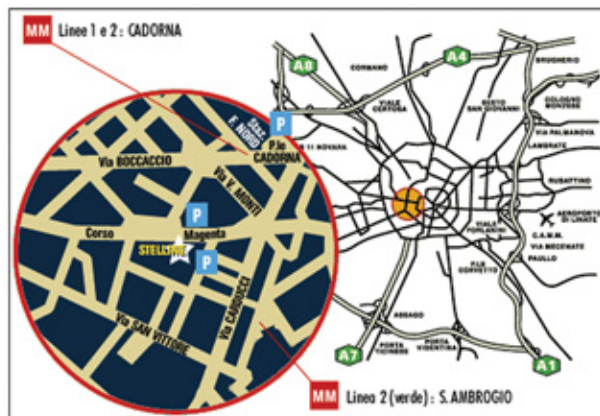 MM Linee 1 e 2 : CADORNA
Staz.
F. NORD
P
P.le
CADORNA
Via BOCCACCIO
Via V. MONTI
P
Corso
Magenta
STELLINE
P
Via CARDUCCI
Via SAN VITTORE
MM Linea 2 (verde) : S. AMBROGIO
A8
A4
CORMANO
BRUGHERIO
VIALE
CERTOSA
SESTO
SAN GIOVANNI
COLOGNO
MONZESE
VIA PALMANOVA
LAMBRATE
NOVARA
RUBATTINO
AEROPORTO
DI LINATE
VIALE
FORLANINI
C.A.M.M.
VIA MECENATE
PAULLO
P.LE
CORVETTO
ASSAGO
PORTA
TICINESE
PORTA
VIGENTINA
A7
A1